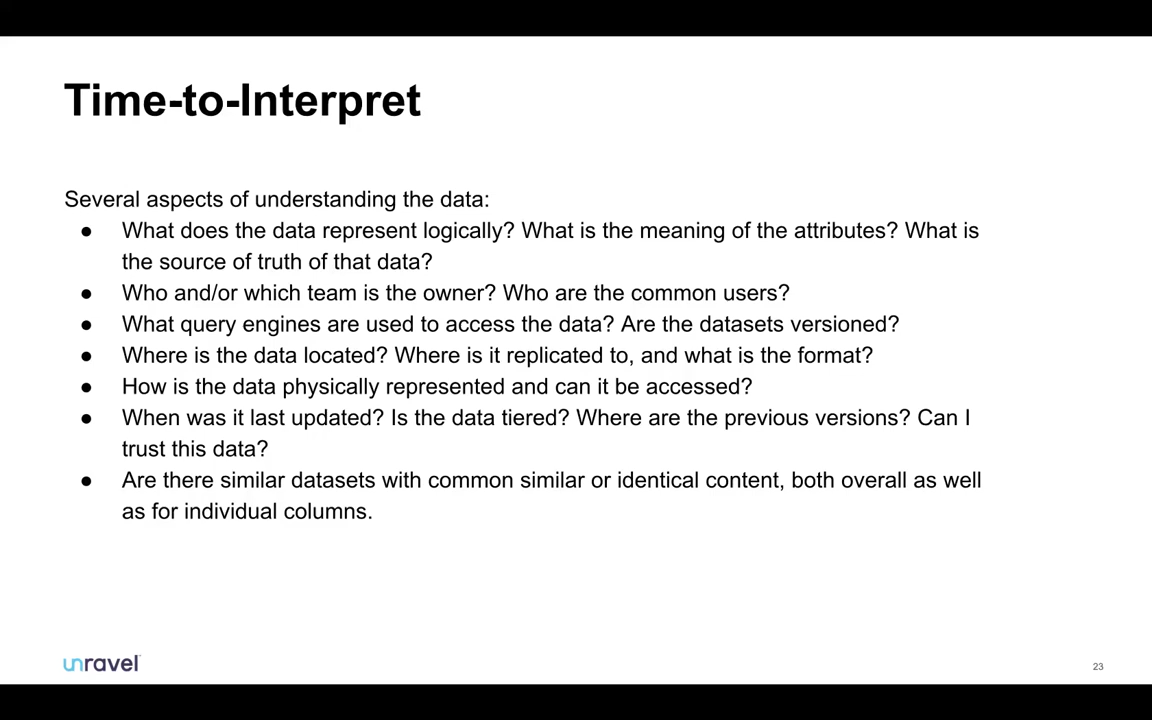 Time-to-Interpret
Several aspects of understanding the data:
● What does the data represent logically? What is the meaning of the attributes? What is
the source of truth of that data?
● Who and/or which team is the owner? Who are the common users?
● What query engines are used to access the data? Are the datasets versioned?
● Where is the data located? Where is it replicated to, and what is the format?
● How is the data physically represented and can it be accessed?
● When was it last updated? Is the data tiered? Where are the previous versions? Can I
trust this data?
● Are there similar datasets with common similar or identical content, both overall as well
as for individual columns.
unravel
23